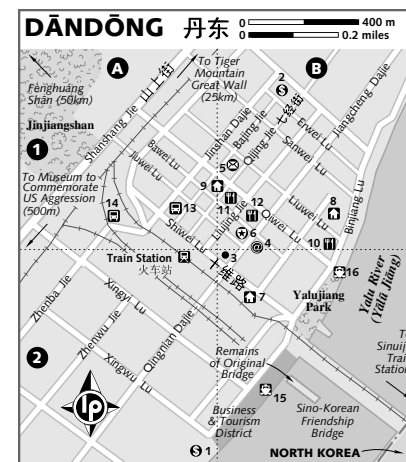 DĀNDŌNG 丹东
0 400 m
0 0.2 miles
A
B
To Tiger
Mountain
Great Wall
(25km)
Fènghuáng
Shān (50km)
Jinjiangshan
1
To Museum to
Commemorate
US Aggression
(500m)
Shanshang Jie
山上街
Bawei Lu
Jiuwei Lu
Jinshan Dajie
Bajing Jie
Qijing Jie
七经街
Erwei Lu
Sanwei Lu
Jiangcheng Dajie
Binjiang Lu
2
5
9
14
13
11
12
6
4
3
8
10
16
7
Liujing Jie
Qiwei Lu
Liuwei Lu
Shiwei Lu
十维路
Train Station
火车站
Yalujiang
Park
Yalu River
(Yālù Jiāng)
Zhenba Jie
Xingyi Lu
Zhenwu Jie
Qingnian Dajie
Xingwu Lu
2
Remains
of Original
Bridge
15
Business
& Tourism
District
Sino-Korean
Friendship
Bridge
Sinuiju
Train
Station
1
NORTH KOREA
lp